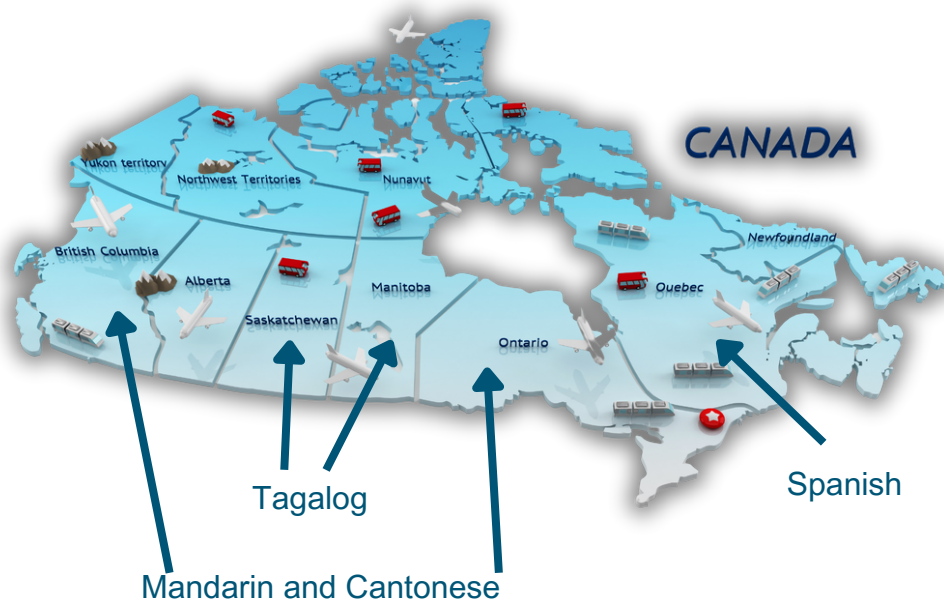 CANADA
Yukon territory
Northwest Territories
Nunavut
British Columbia
Alberta
Saskatchewan
Manitoba
Ontario
Quebec
Newfoundland
Tagalog
Spanish
Mandarin and Cantonese